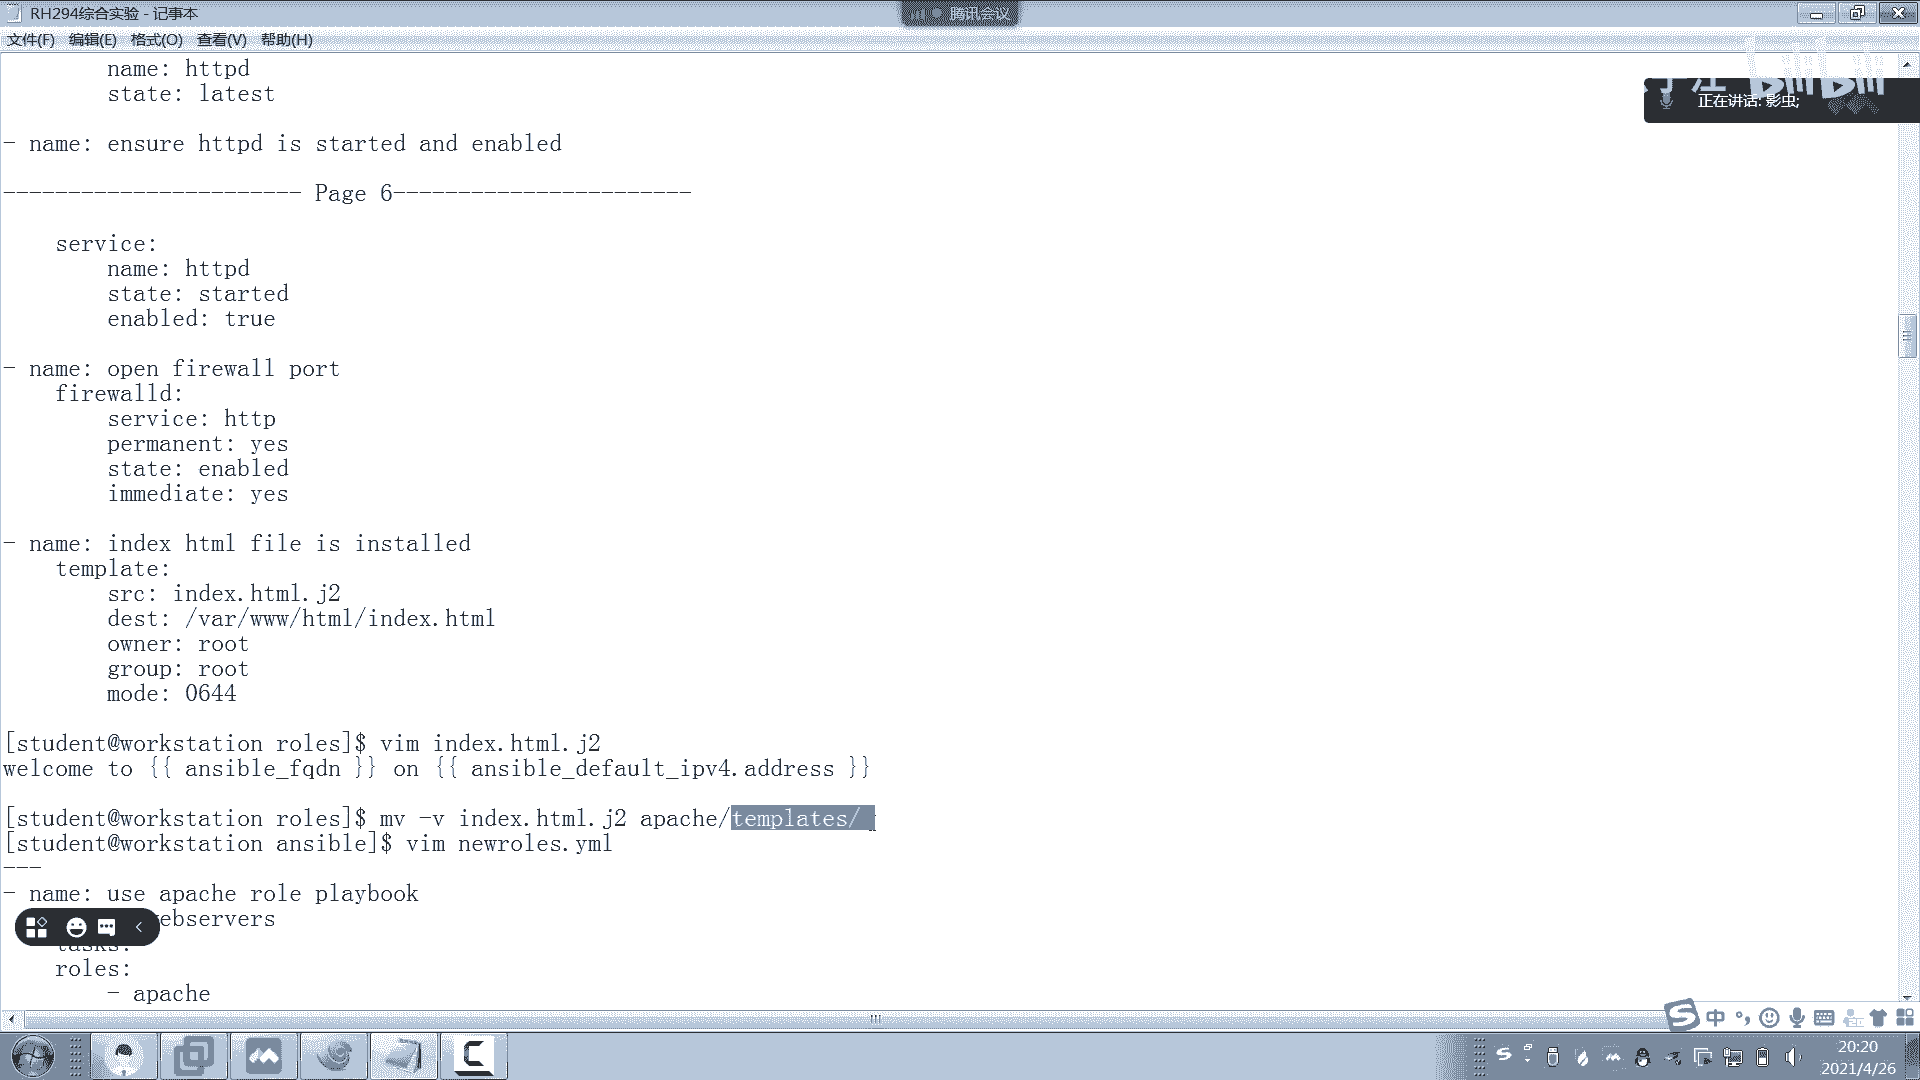 RH294综合实验 - 记事本
腾讯会议
文件(F) 编辑(E) 格式(O) 查看(V) 帮助(H)
name: httpd
state: latest
bilibili
正在讲话: 影虫;
- name: ensure httpd is started and enabled
----------------------- Page 6-----------------------
service:
name: httpd
state: started
enabled: true
- name: open firewall port
firewalld:
service: http
permanent: yes
state: enabled
immediate: yes
- name: index html file is installed
template:
src: index.html.j2
dest: /var/www/html/index.html
owner: root
group: root
mode: 0644
[student@workstation roles]$ vim index.html.j2
welcome to {{ ansible_fqdn }} on {{ ansible_default_ipv4.address }}
[student@workstation roles]$ mv -v index.html.j2 apache/templates/
[student@workstation ansible]$ vim newroles.yml
---
- name: use apache role playbook
webservers
tasks:
roles:
- apache
中
20:20
2021/4/26